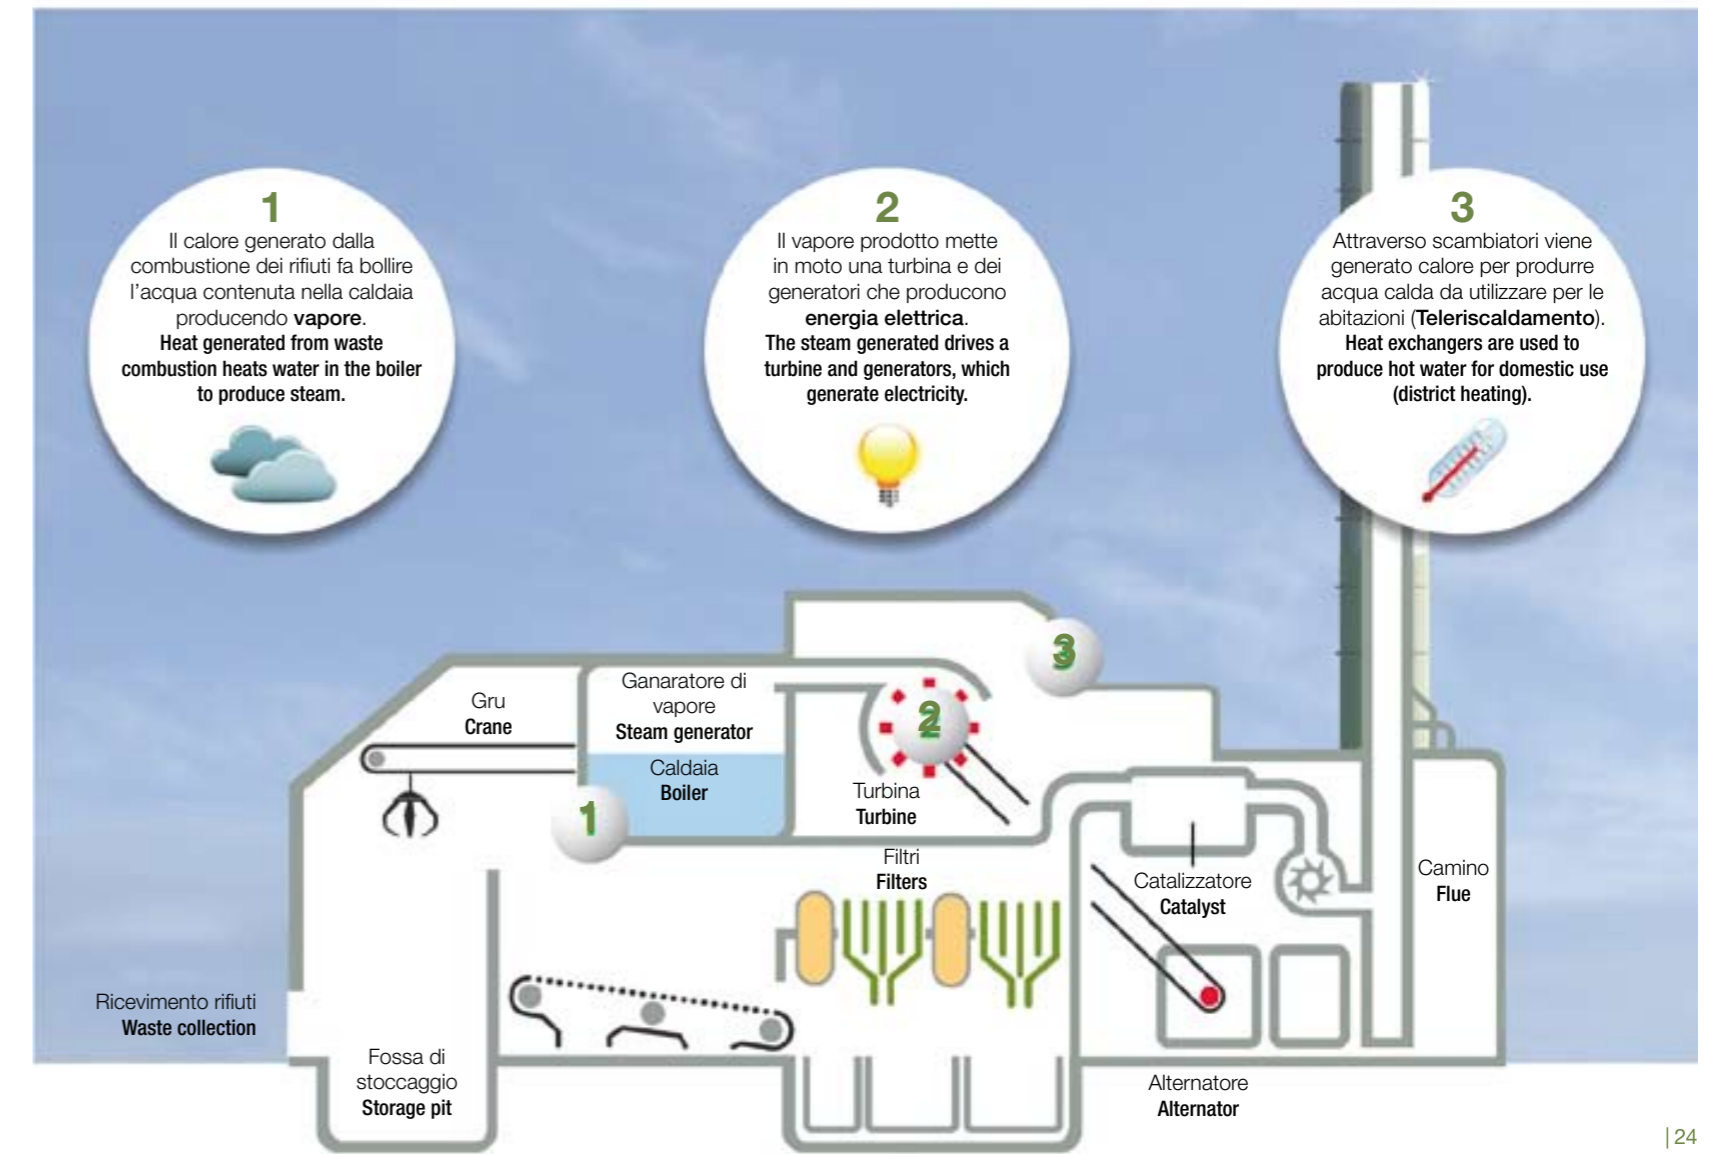 1
Il calore generato dalla
combustione dei rifiuti fa bollire
l'acqua contenuta nella caldaia
producendo vapore.
Heat generated from waste
combustion heats water in the boiler
to produce steam.
2
Il vapore prodotto mette
in moto una turbina e dei
generatori che producono
energia elettrica.
The steam generated drives a
turbine and generators, which
generate electricity.
3
Attraverso scambiatori viene
generato calore per produrre
acqua calda da utilizzare per le
abitazioni (Teleriscaldamento).
Heat exchangers are used to
produce hot water for domestic use
(district heating).
3
Gru
Crane
Ganaratore di
vapore
Steam generator
2
Caldaia
Boiler
1
Turbina
Turbine
Filtri
Filters
Catalizzatore
Catalyst
Camino
Flue
Ricevimento rifiuti
Waste collection
Fossa di
stoccaggio
Storage pit
Alternatore
Alternator
| 24